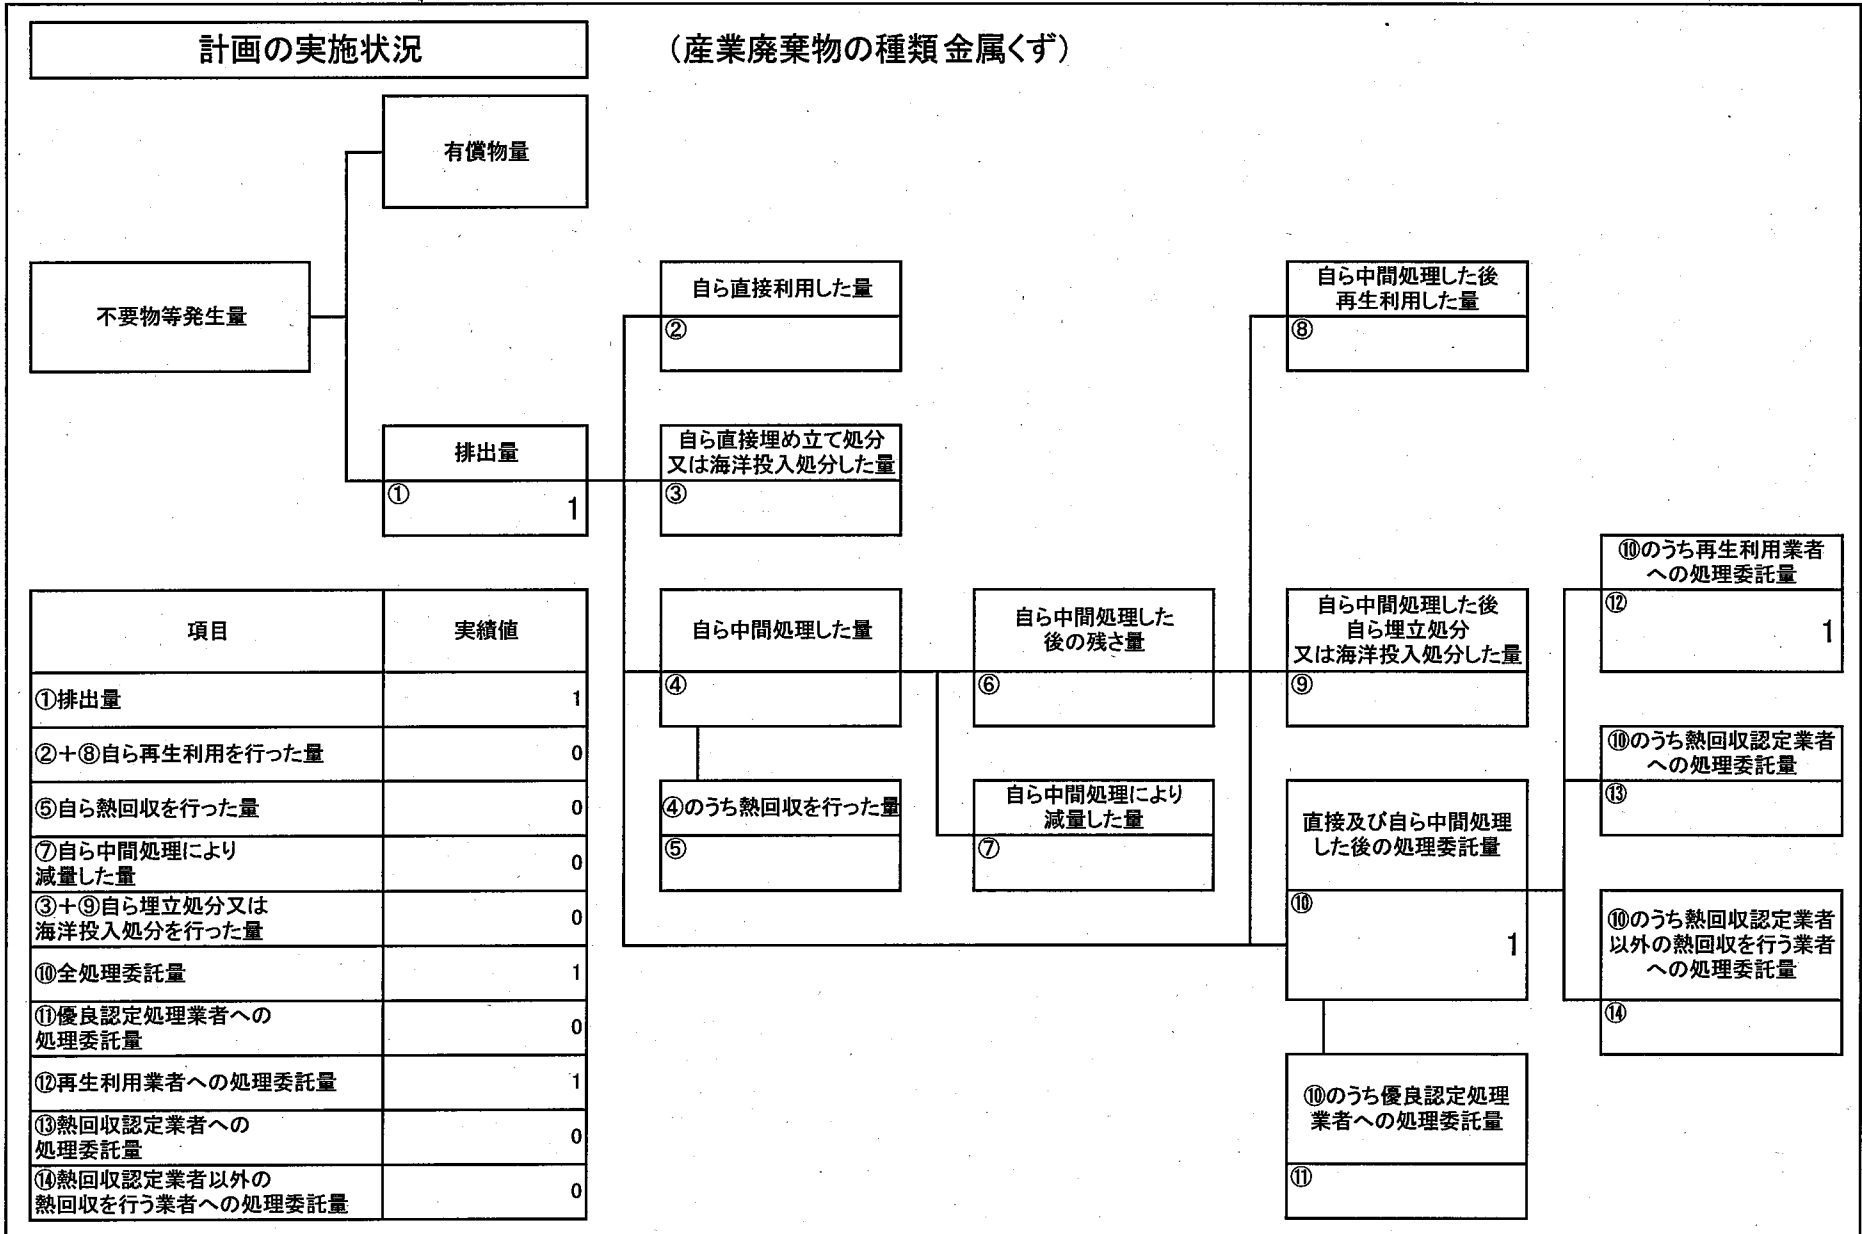 計画の実施状況
（産業廃棄物の種類 金属くず）
有償物量
不要物等発生量
排出量
①
1
自ら直接利用した量
②
自ら直接埋め立て処分
又は海洋投入処分した量
③
自ら中間処理した量
④
④のうち熱回収を行った量
⑤
自ら中間処理した
後の残さ量
⑥
自ら中間処理により
減量した量
⑦
自ら中間処理した後
再生利用した量
⑧
自ら中間処理した後
自ら埋立処分
又は海洋投入処分した量
⑨
直接及び自ら中間処理
した後の処理委託量
⑩
1
⑩のうち優良認定処理
業者への処理委託量
⑪
⑩のうち再生利用業者
への処理委託量
⑫
1
⑩のうち熱回収認定業者
への処理委託量
⑬
⑩のうち熱回収認定業者
以外の熱回収を行う業者
への処理委託量
⑭
項目 実績値
①排出量 1
②＋⑧自ら再生利用を行った量 0
⑤自ら熱回収を行った量 0
⑦自ら中間処理により
減量した量 0
③＋⑨自ら埋立処分又は
海洋投入処分を行った量 0
⑩全処理委託量 1
⑪優良認定処理業者への
処理委託量 0
⑫再生利用業者への処理委託量 1
⑬熱回収認定業者への
処理委託量 0
⑭熱回収認定業者以外の
熱回収を行う業者への処理委託量 0